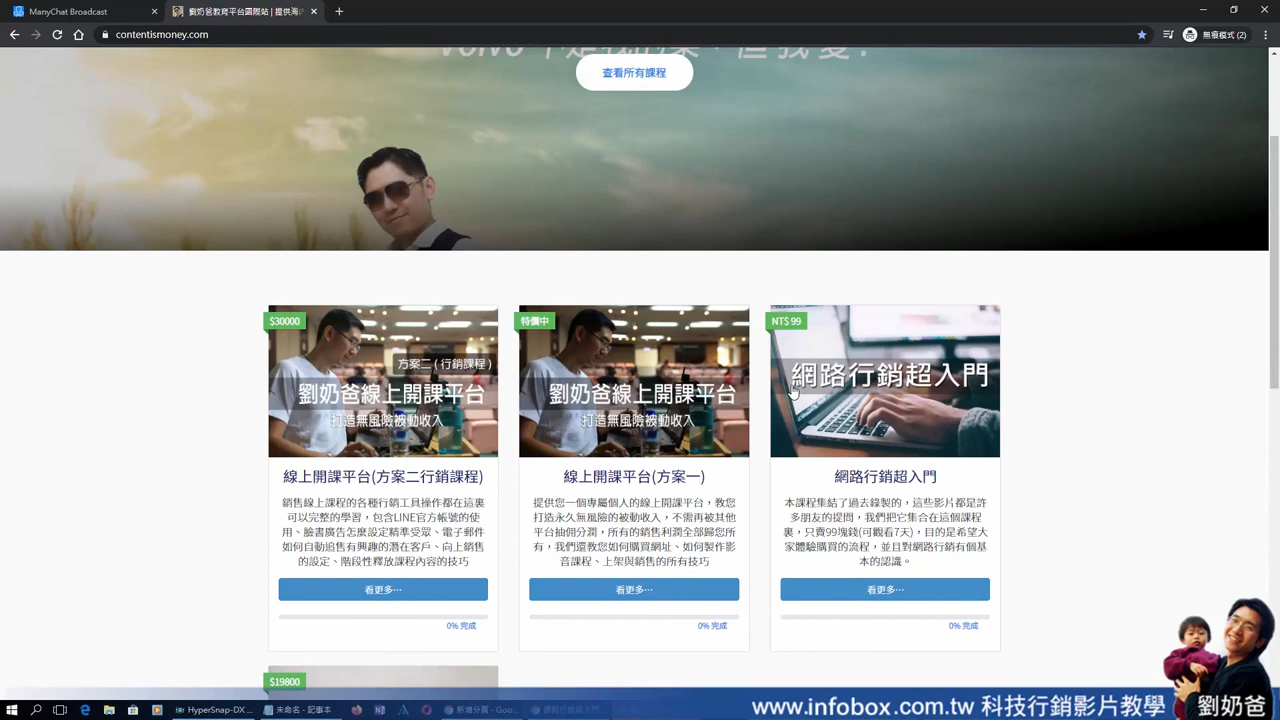 ManyChat Broadcast
劉奶爸教育平台國際站 | 提供海
contentismoney.com
無痕模式 (2)
查看所有課程
$30000
方案二 ( 行銷課程 )
劉奶爸線上開課平台
打造無風險被動收入
線上開課平台(方案二行銷課程)
銷售線上課程的各種行銷工具操作都在這裏
可以完整的學習，包含LINE官方帳號的使
用、臉書廣告怎麼設定精準受眾、電子郵件
如何自動追售有興趣的潛在客戶、向上銷售
的設定、階段性釋放課程內容的技巧
看更多…
0% 完成
特價中
劉奶爸線上開課平台
打造無風險被動收入
線上開課平台(方案一)
提供您一個專屬個人的線上開課平台，教您
打造永久無風險的被動收入，不需再被其他
平台抽佣分潤，所有的銷售利潤全部歸您所
有，我們還教您如何購買網址、如何製作影
音課程、上架與銷售的所有技巧
看更多…
0% 完成
NT$ 99
網路行銷超入門
網路行銷超入門
本課程集結了過去錄製的，這些影片都是許
多朋友的提問，我們把它集合在這個課程
裏，只賣99塊錢(可觀看7天)，目的是希望大
家體驗購買的流程，並且對網路行銷有個基
本的認識。
看更多…
0% 完成
$19800
HyperSnap-DX ...
未命名 - 記事本
新增分頁 - Goo...
網路行銷超入門...
www.infobox.com.tw 科技行銷影片教學
劉奶爸